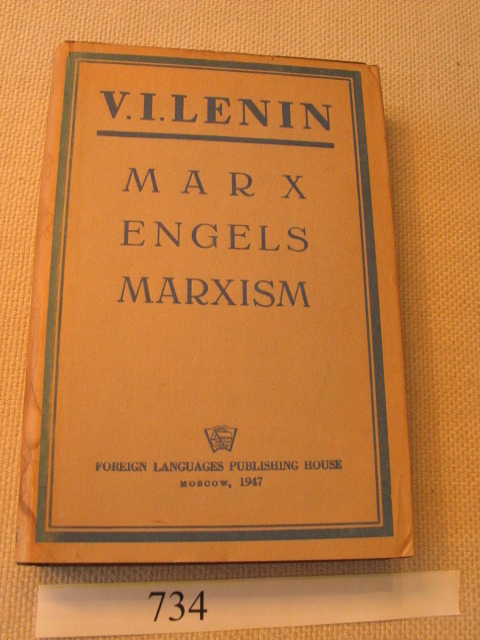 V.I.LENIN
MARX
ENGELS
MARXISM
FOREIGN LANGUAGES PUBLISHING HOUSE
MOSCOW, 1947
734